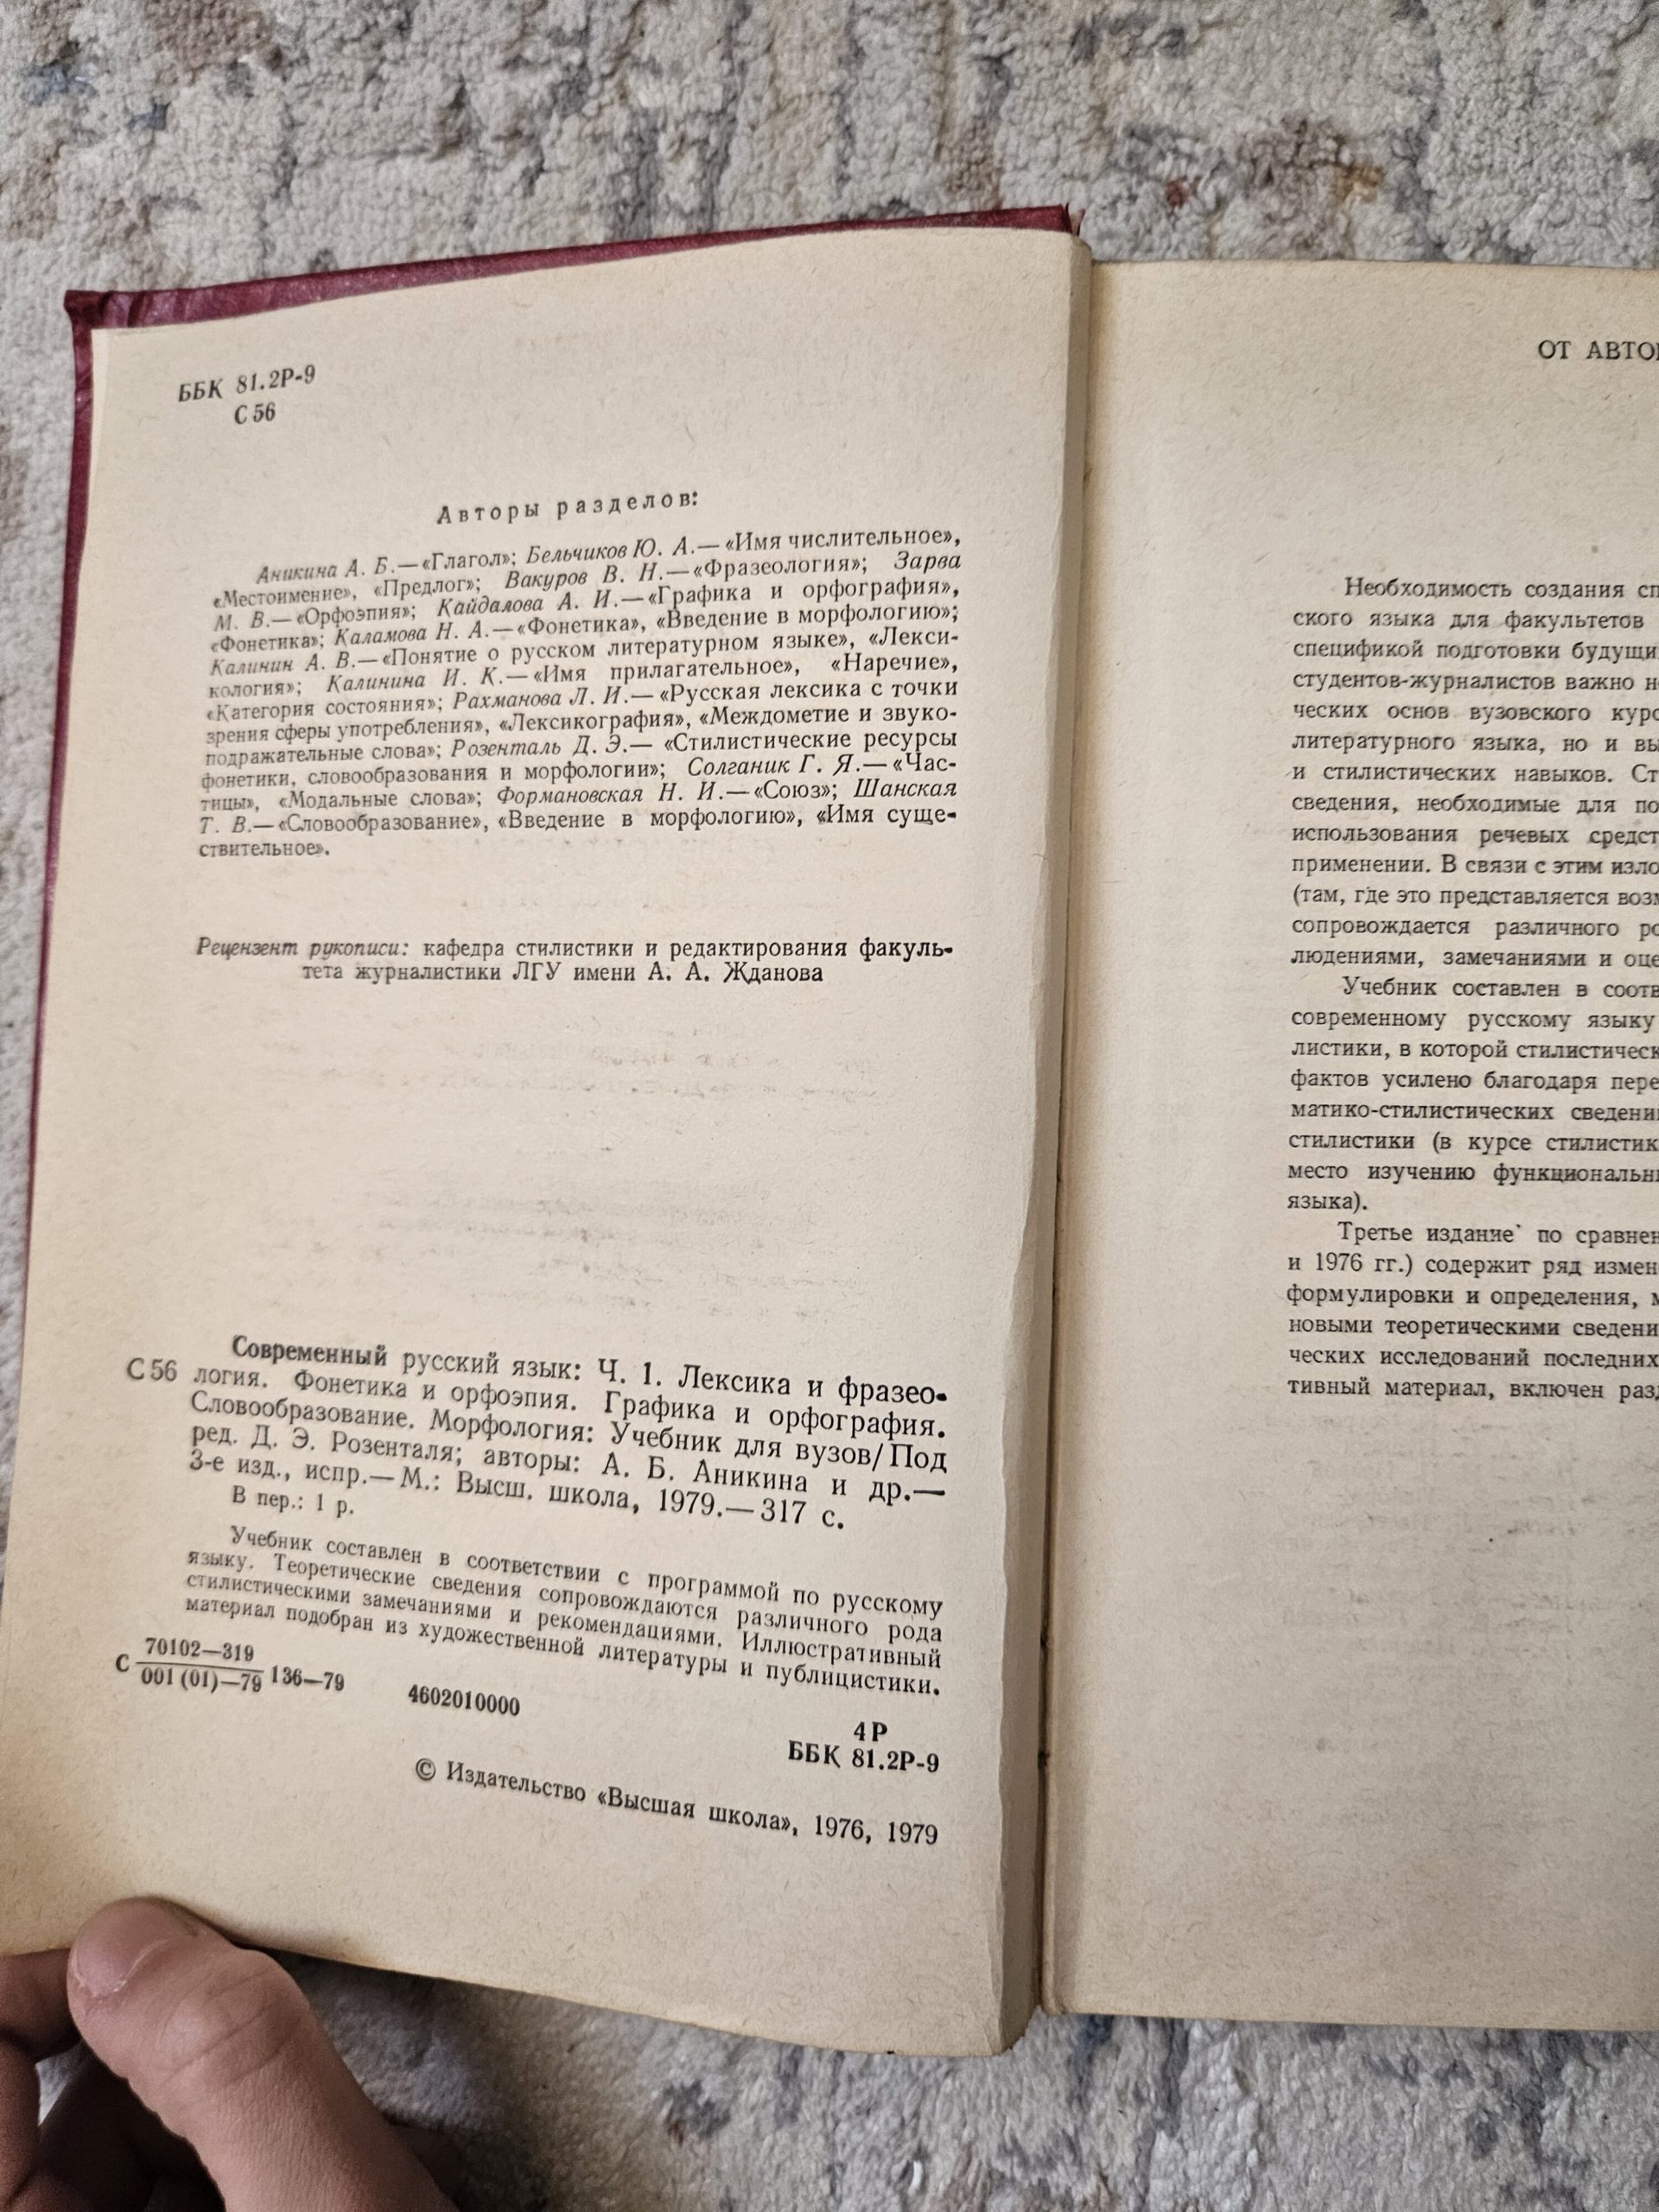 ББК 81.2Р-9
С 56
Авторы разделов:
Аникина А. Б.— «Глагол»; Бельчиков Ю. А.— «Имя числительное»,
«Местоимение», «Предлог»; Вакуров В. Н.— «Фразеология»; Зарва
М. В.— «Орфоэпия»; Кайдалова А. И.— «Графика и орфография»,
«Фонетика»; Каламова Н. А.— «Фонетика», «Введение в морфологию»;
Калинин А. В.— «Понятие о русском литературном языке», «Лекси-
кология»; Калинина И. К.— «Имя прилагательное», «Наречие»,
«Категория состояния»; Рахманова Л. И.— «Русская лексика с точки
зрения сферы употребления», «Лексикография», «Междометие и звуко-
подражательные слова»; Розенталь Д. Э.— «Стилистические ресурсы
фонетики, словообразования и морфологии»; Солганик Г. Я.— «Час-
тицы», «Модальные слова»; Формановская Н. И.— «Союз»; Шанская
Т. В.— «Словообразование», «Введение в морфологию», «Имя суще-
ствительное».
Рецензент рукописи: кафедра стилистики и редактирования факуль-
тета журналистики ЛГУ имени А. А. Жданова
Современный русский язык: Ч. 1. Лексика и фразео-
С 56 логия. Фонетика и орфоэпия. Графика и орфография.
Словообразование. Морфология: Учебник для вузов/Под
ред. Д. Э. Розенталя; авторы: А. Б. Аникина и др.—
3-е изд., испр.— М.: Высш. школа, 1979.— 317 с.
В пер.: 1 р.
Учебник составлен в соответствии с программой по русскому
языку. Теоретические сведения сопровождаются различного рода
стилистическими замечаниями и рекомендациями. Иллюстративный
материал подобран из художественной литературы и публицистики.
70102—319
С 001 (01)—79 136—79 4602010000
4Р
ББК 81.2Р-9
© Издательство «Высшая школа», 1976, 1979
ОТ АВТО
Необходимость создания сп
ского языка для факультетов
спецификой подготовки будущи
студентов-журналистов важно н
ческих основ вузовского курс
литературного языка, но и вы
и стилистических навыков. Ст
сведения, необходимые для по
использования речевых средст
применении. В связи с этим изло
(там, где это представляется возм
сопровождается различного ро
людениями, замечаниями и оце
Учебник составлен в соотв
современному русскому языку
листики, в которой стилистическ
фактов усилено благодаря пере
матико-стилистических сведени
стилистики (в курсе стилистик
место изучению функциональн
языка).
Третье издание по сравнен
и 1976 гг.) содержит ряд измен
формулировки и определения, м
новыми теоретическими сведени
ческих исследований последних
тивный материал, включен разд